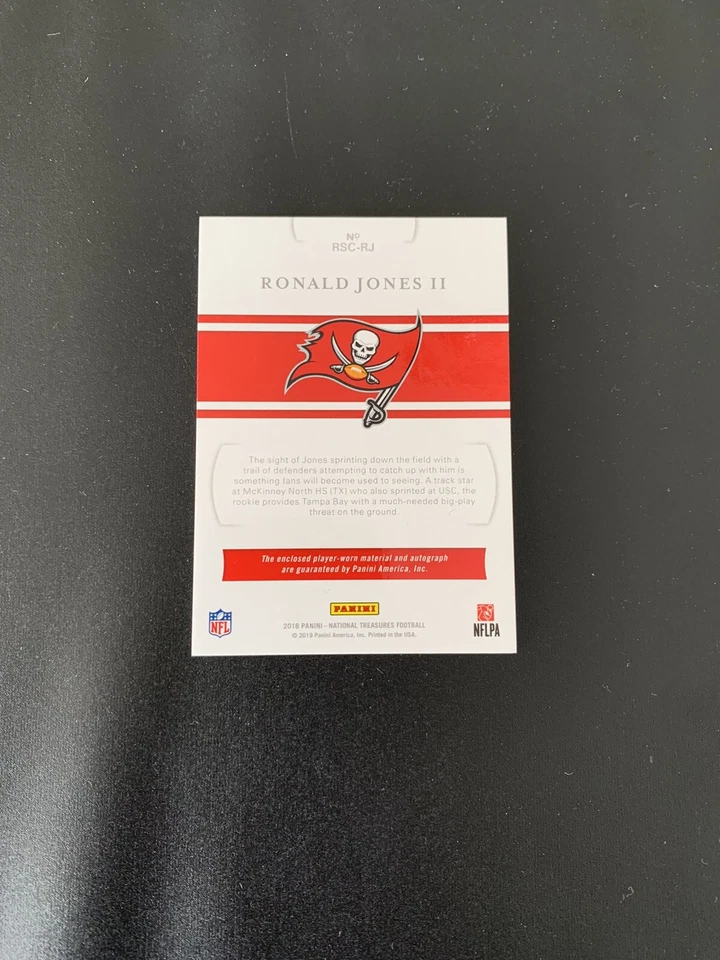 Nº
RSC-RJ
RONALD JONES II
The sight of Jones sprinting down the field with a
trail of defenders attempting to catch up with him is
something fans will become used to seeing. A track star
at McKinney North HS (TX) who also sprinted at USC, the
rookie provides Tampa Bay with a much-needed big-play
threat on the ground.
The enclosed player-worn material and autograph
are guaranteed by Panini America, Inc.
PANINI
2018 PANINI – NATIONAL TREASURES FOOTBALL
© 2019 Panini America, Inc. Printed in the USA.
NFL
NFLPA